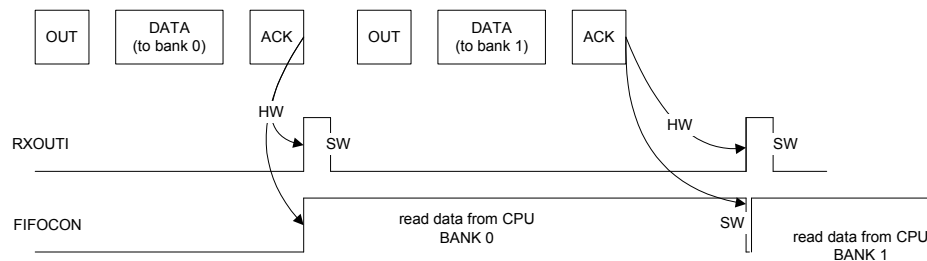 OUT
DATA
(to bank 0)
ACK
OUT
DATA
(to bank 1)
ACK
HW
HW
RXOUTI
SW
SW
FIFOCON
read data from CPU
BANK 0
SW
read data from CPU
BANK 1